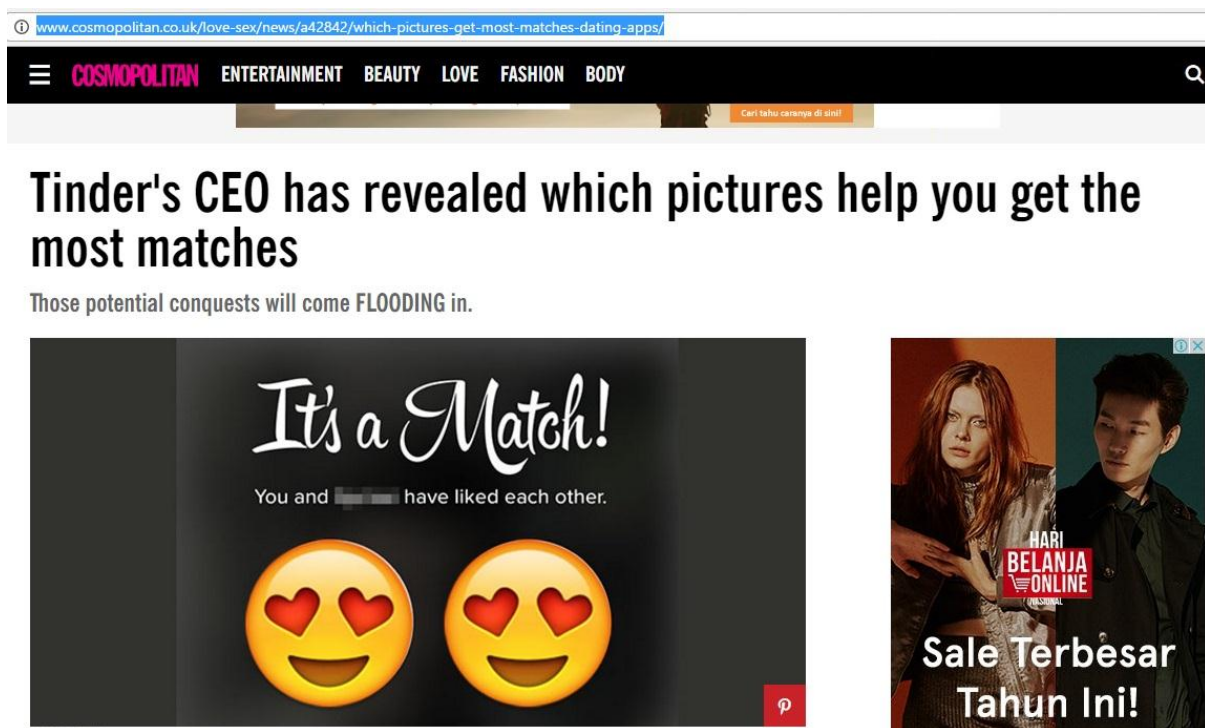 www.cosmopolitan.co.uk/love-sex/news/a42842/which-pictures-get-most-matches-dating-apps/
COSMOPOLITAN ENTERTAINMENT BEAUTY LOVE FASHION BODY
Cari tahu caranya di sini!
Tinder's CEO has revealed which pictures help you get the
most matches
Those potential conquests will come FLOODING in.
It's a Match!
You and have liked each other.
HARI
BELANJA
ONLINE
NASIONAL
Sale Terbesar
Tahun Ini!